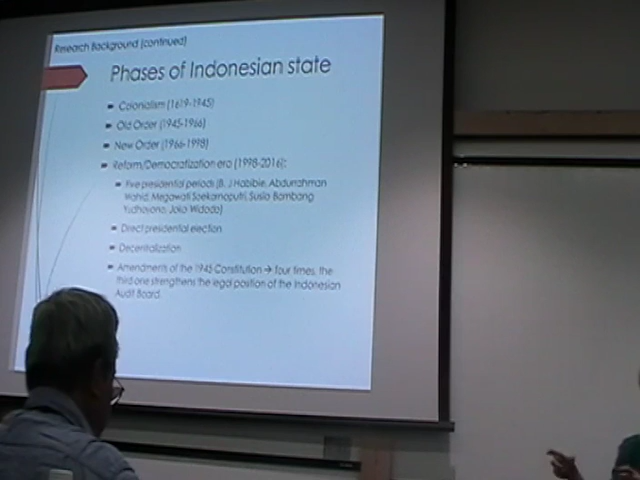 Research Background (continued)
Phases of Indonesian state
Colonialism (1619-1945)
Old Order (1945-1966)
New Order (1966-1998)
Reform/Democratization era (1998-2016):
Five presidential periods (B. J Habibie, Abdurrahman
Wahid, Megawati Soekarnoputri, Susilo Bambang
Yudhoyono, Joko Widodo)
Direct presidential election
Decentralization
Amendments of the 1945 Constitution → four times, the
third one strengthens the legal position of the Indonesian
Audit Board.